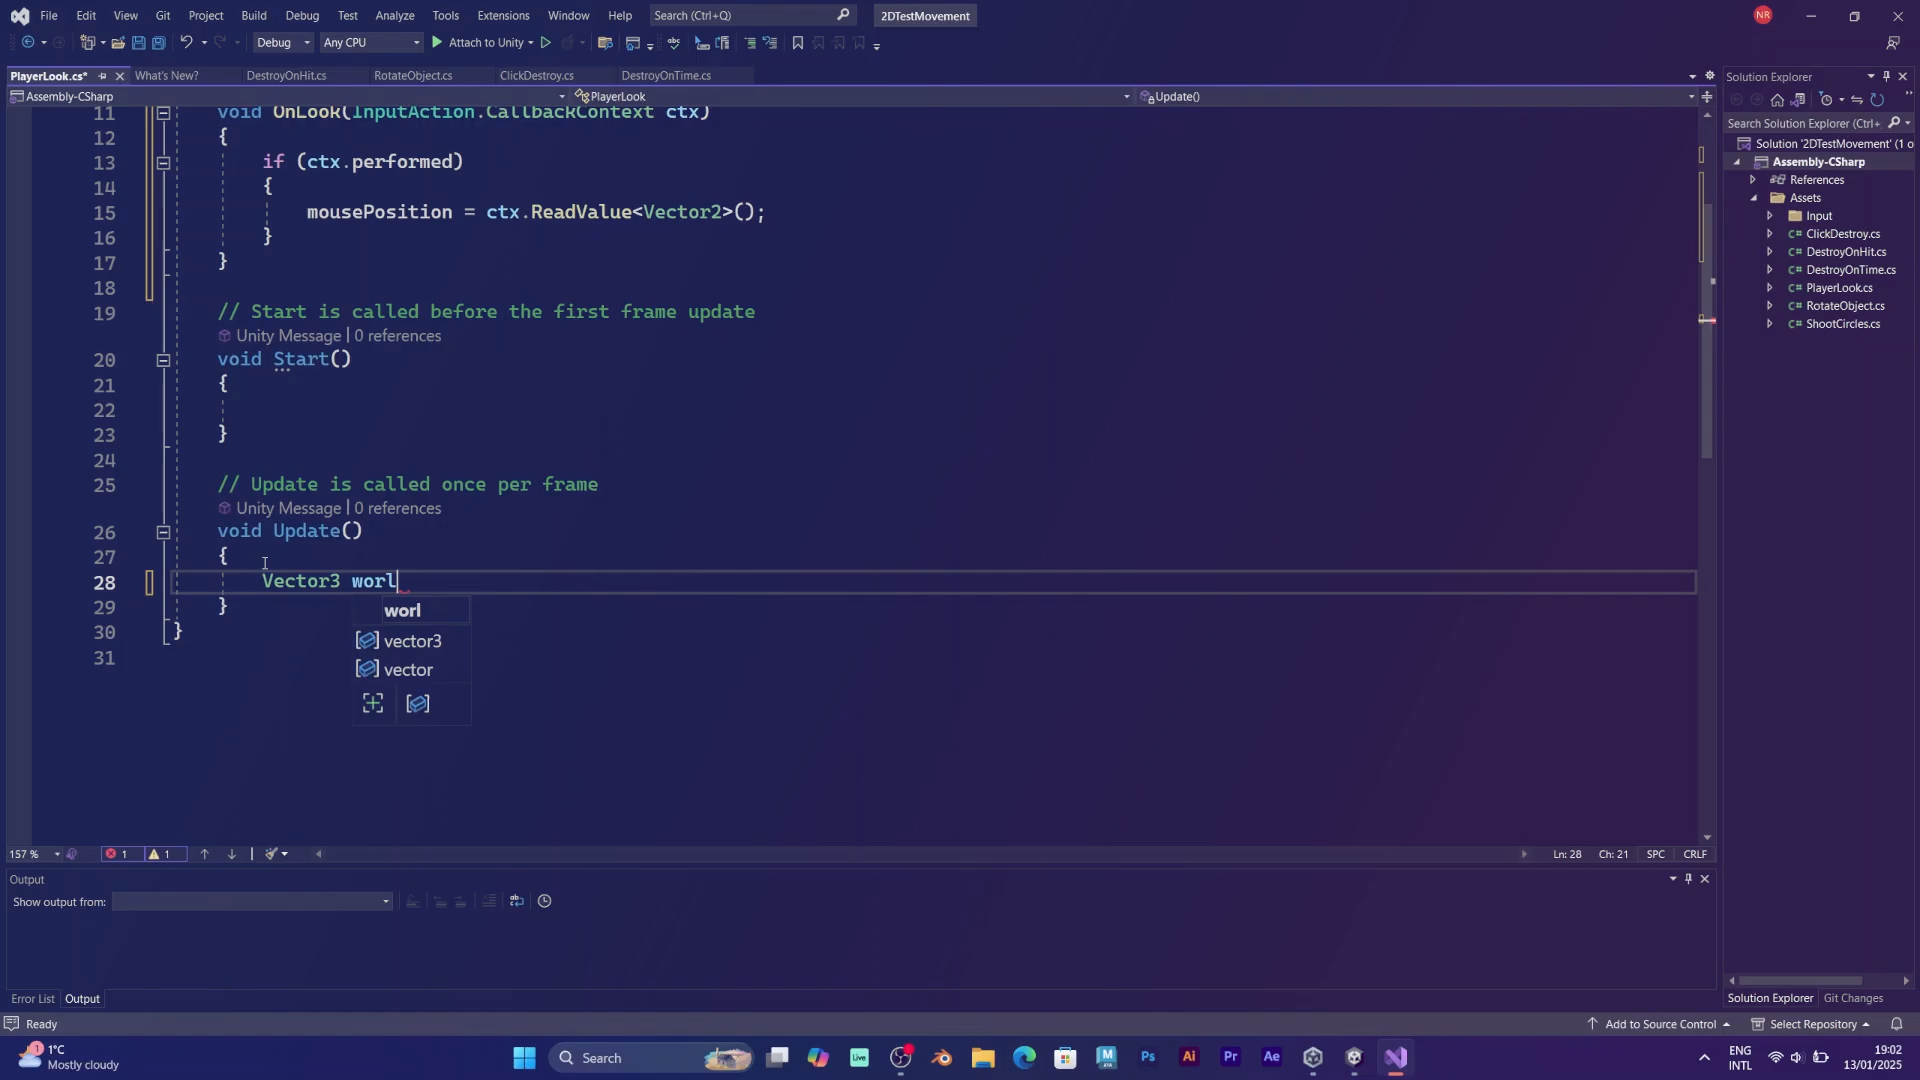 File Edit View Git Project Build Debug Test Analyze Tools Extensions Window Help Search (Ctrl+Q) 2DTestMovement NR
Debug Any CPU Attach to Unity
PlayerLook.cs* What's New? DestroyOnHit.cs RotateObject.cs ClickDestroy.cs DestroyOnTime.cs
Assembly-CSharp PlayerLook Update()
11 void OnLook(InputAction.CallbackContext ctx)
12 {
13 if (ctx.performed)
14 {
15 mousePosition = ctx.ReadValue<Vector2>();
16 }
17 }
18
19 // Start is called before the first frame update
Unity Message | 0 references
20 void Start()
21 {
22
23 }
24
25 // Update is called once per frame
Unity Message | 0 references
26 void Update()
27 {
28 Vector3 worl
29 }
30 }
31
worl
vector3
vector
157 % 1 1 Ln: 28 Ch: 21 SPC CRLF
Output
Show output from:
Error List Output
Solution Explorer
Search Solution Explorer (Ctrl+
Solution '2DTestMovement' (1 o
Assembly-CSharp
References
Assets
Input
C# ClickDestroy.cs
C# DestroyOnHit.cs
C# DestroyOnTime.cs
C# PlayerLook.cs
C# RotateObject.cs
C# ShootCircles.cs
Solution Explorer Git Changes
Ready Add to Source Control Select Repository
1 1°C
Mostly cloudy
Search
Live
M
Ps Ai Pr Ae
ENG
INTL
19:02
13/01/2025